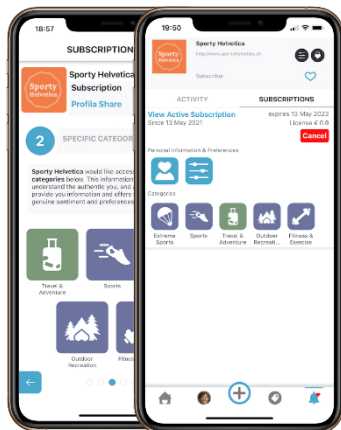 18:57
SUBSCRIPTION
Sporty
Helvetica
Sporty Helvetica
Subscription
Profila Share
2
SPECIFIC CATEGOR
Sporty Helvetica would like access
categories below. This information
understand the authentic you, and
provide you information and offers
genuine sentiment and preferences
Travel &
Adventure
Sports
Outdoor
Recreation
Fitnes
19:50
Sporty
Helvetica
Sporty Helvetica
http://www.sportyhelvetica.ch
Subscriber
ACTIVITY
SUBSCRIPTIONS
View Active Subscription
expires 13 May 2022
Since 13 May 2021
License € 0.9
Cancel
Personal Information & Preferences
Categories
Extreme
Sports
Sports
Travel &
Adventure
Outdoor
Recreati...
Fitness &
Exercise